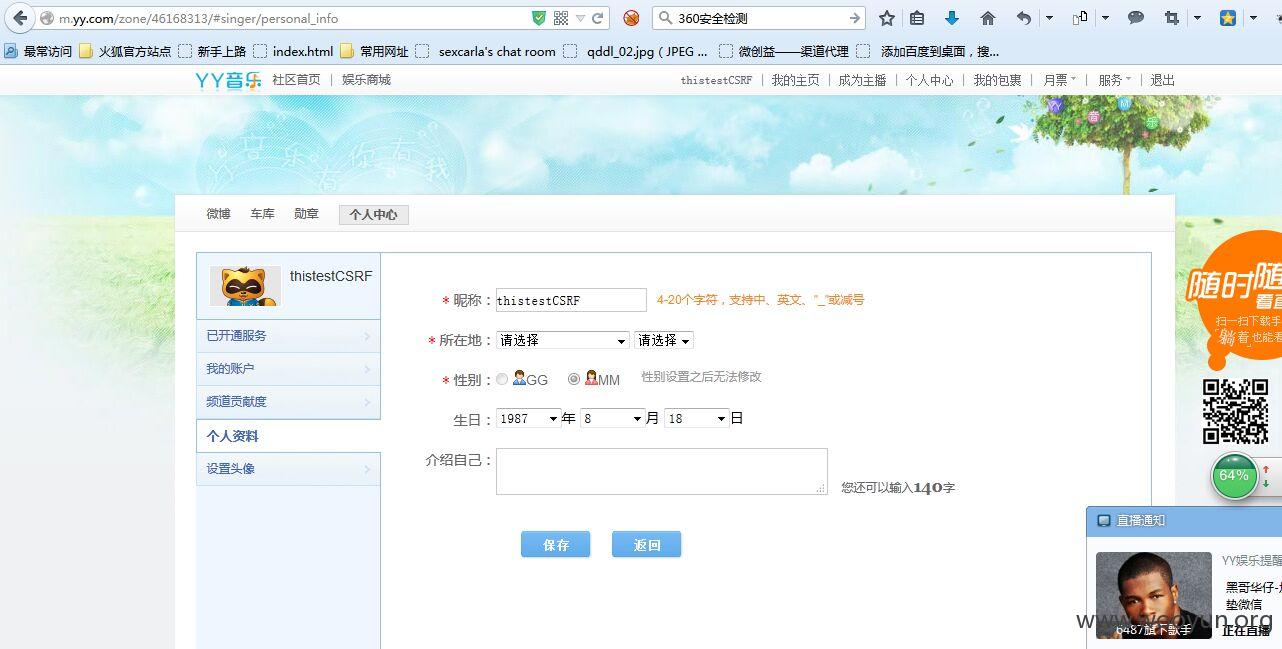 m.yy.com/zone/46168313/#singer/personal_info
360安全检测
最常访问 火狐官方站点 新手上路 index.html 常用网址 sexcarla's chat room qddl_02.jpg ( JPEG ... 微创益——渠道代理 添加百度到桌面，搜...
YY音乐 社区首页 | 娱乐商城 thistestCSRF | 我的主页 | 成为主播 | 个人中心 | 我的包裹 | 月票 | 服务 | 退出
YY 音 M 乐
YY 音乐有你有我
微博 车库 勋章 个人中心
thistestCSRF
已开通服务
我的账户
频道贡献度
个人资料
设置头像
* 昵称： thistestCSRF 4-20个字符，支持中、英文、"_"或减号
* 所在地： 请选择 请选择
* 性别： GG MM 性别设置之后无法修改
生日： 1987 年 8 月 18 日
介绍自己：
您还可以输入140字
保存 返回
随时随
看直
扫一扫下载手
"躺着"也能看
64%
直播通知
YY娱乐提醒
黑哥华仔-
垫微信
6487旗下歌手
正在直播
www.wooyun.org